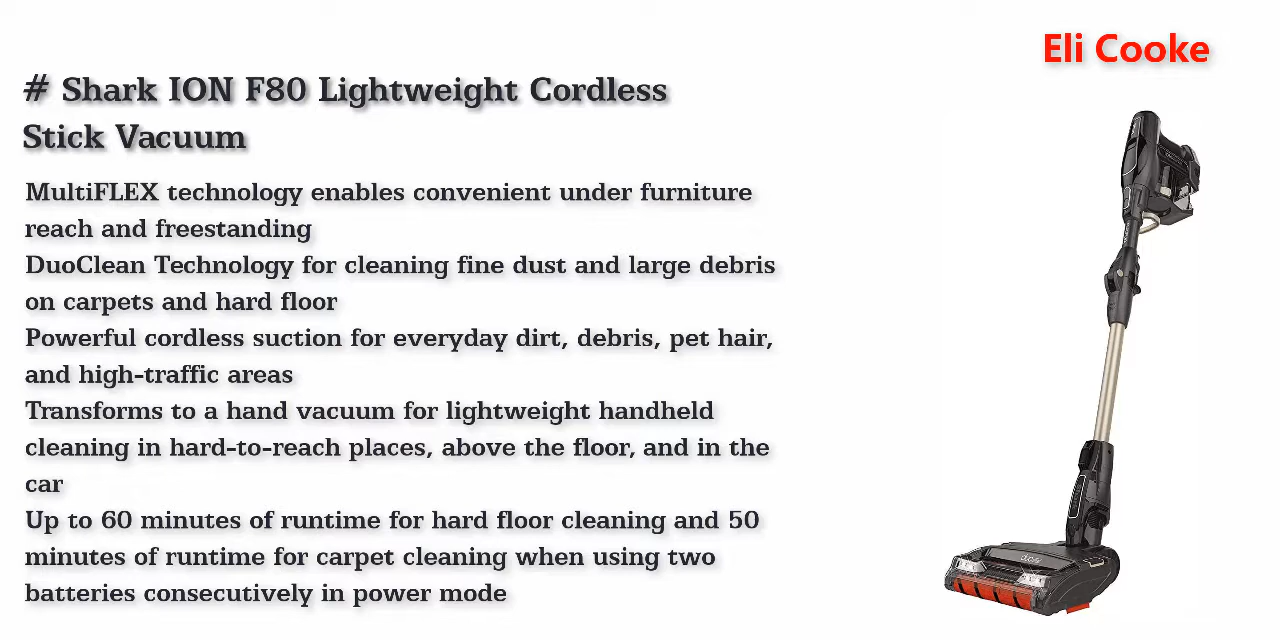 Eli Cooke
# Shark ION F80 Lightweight Cordless
Stick Vacuum
MultiFLEX technology enables convenient under furniture
reach and freestanding
DuoClean Technology for cleaning fine dust and large debris
on carpets and hard floor
Powerful cordless suction for everyday dirt, debris, pet hair,
and high-traffic areas
Transforms to a hand vacuum for lightweight handheld
cleaning in hard-to-reach places, above the floor, and in the
car
Up to 60 minutes of runtime for hard floor cleaning and 50
minutes of runtime for carpet cleaning when using two
batteries consecutively in power mode